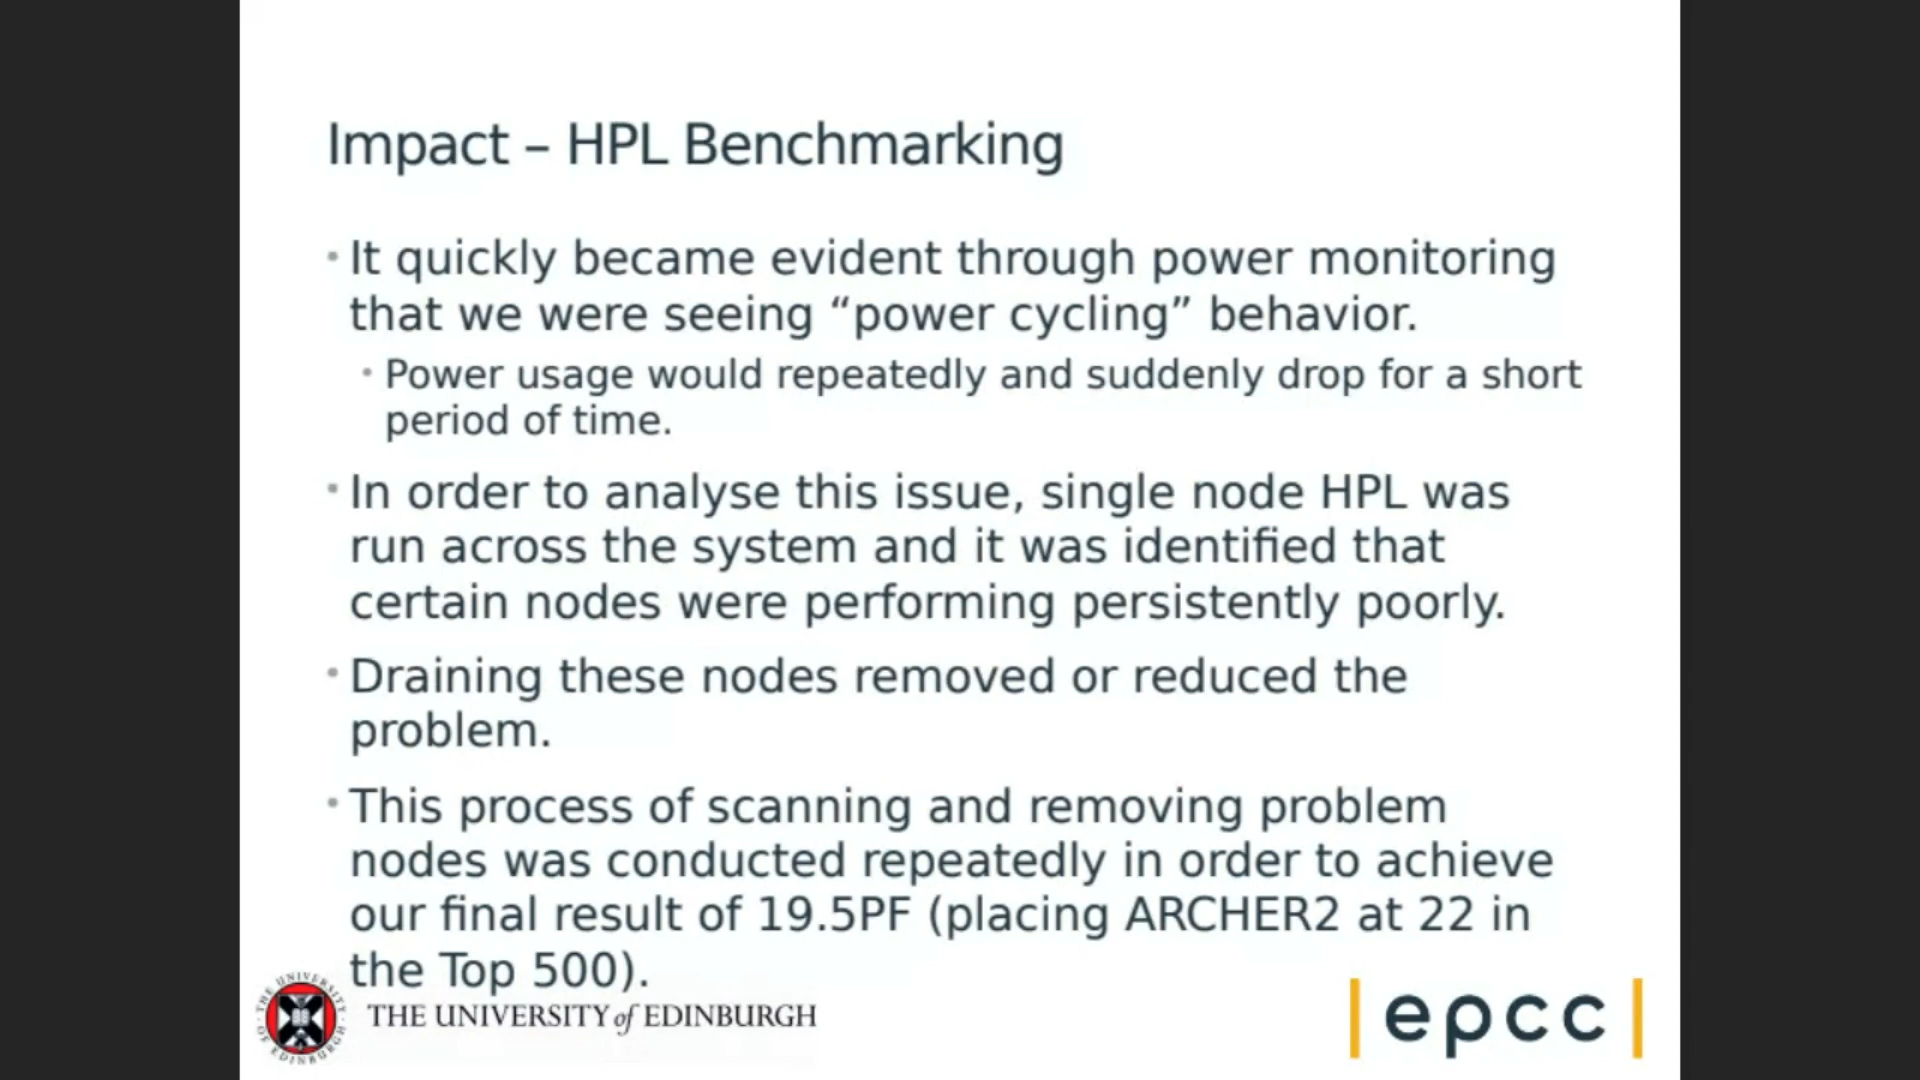 Impact – HPL Benchmarking
• It quickly became evident through power monitoring
that we were seeing “power cycling” behavior.
• Power usage would repeatedly and suddenly drop for a short
period of time.
• In order to analyse this issue, single node HPL was
run across the system and it was identified that
certain nodes were performing persistently poorly.
• Draining these nodes removed or reduced the
problem.
• This process of scanning and removing problem
nodes was conducted repeatedly in order to achieve
our final result of 19.5PF (placing ARCHER2 at 22 in
the Top 500).
THE UNIVERSITY OF EDINBURGH
THE UNIVERSITY of EDINBURGH
|epcc|